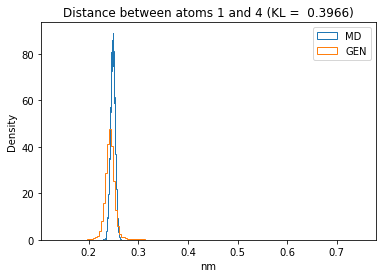 Distance between atoms 1 and 4 (KL =  0.3966)
MD
GEN
80
60
40
20
0
Density
0.2 0.3 0.4 0.5 0.6 0.7
nm